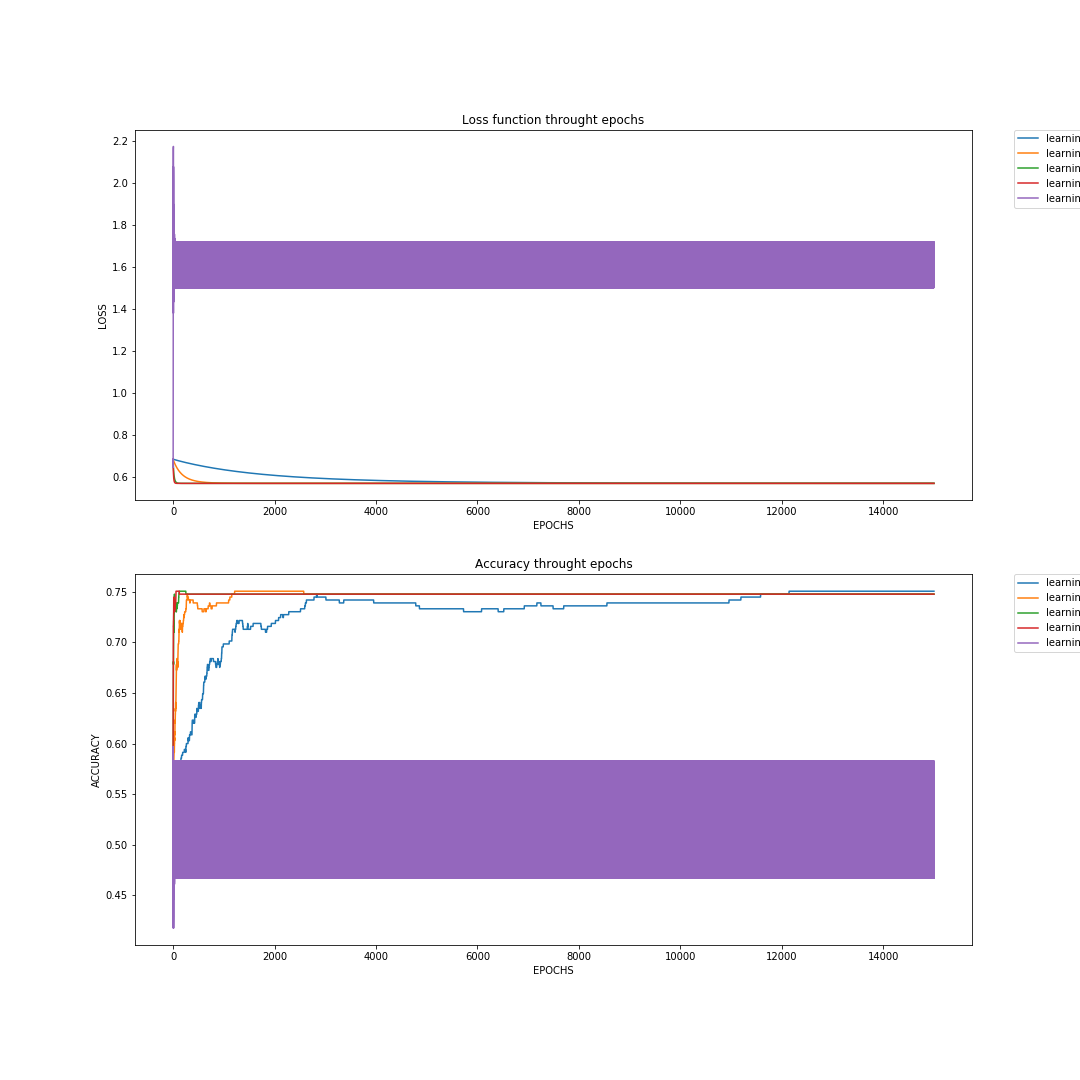 Loss function throught epochs
2.2
2.0
1.8
1.6
1.4
1.2
1.0
0.8
0.6
LOSS
0 2000 4000 6000 8000 10000 12000 14000
EPOCHS
learnin
learnin
learnin
learnin
learnin
Accuracy throught epochs
0.75
0.70
0.65
0.60
0.55
0.50
0.45
ACCURACY
0 2000 4000 6000 8000 10000 12000 14000
EPOCHS
learnin
learnin
learnin
learnin
learnin